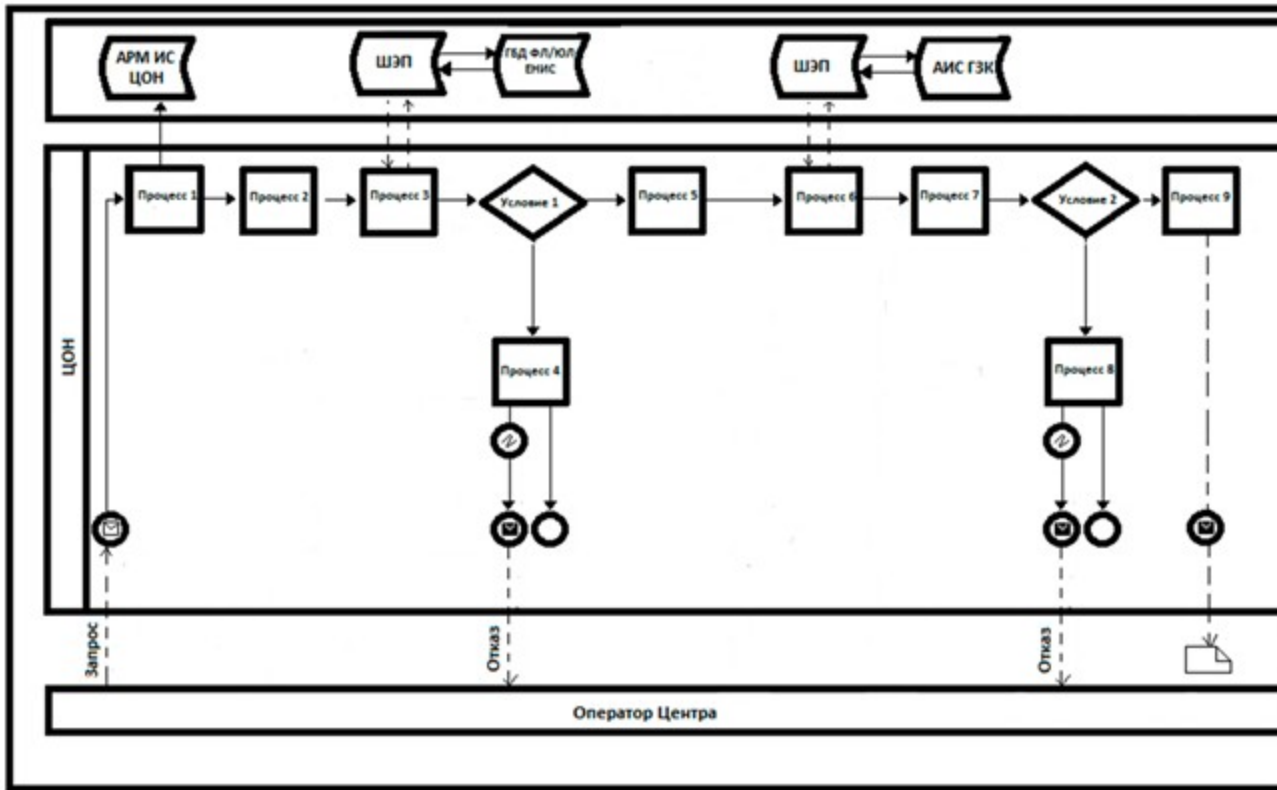 АРМ ИС
ЦОН
ШЭП
ГБД ФЛ/ЮЛ
ЕНИС
ШЭП
АИС ГЗК
ЦОН
Процесс 1
Процесс 2
Процесс 3
Условие 1
Процесс 5
Процесс 6
Процесс 7
Условие 2
Процесс 9
Процесс 4
Процесс 8
Запрос
Отказ
Отказ
Оператор Центра